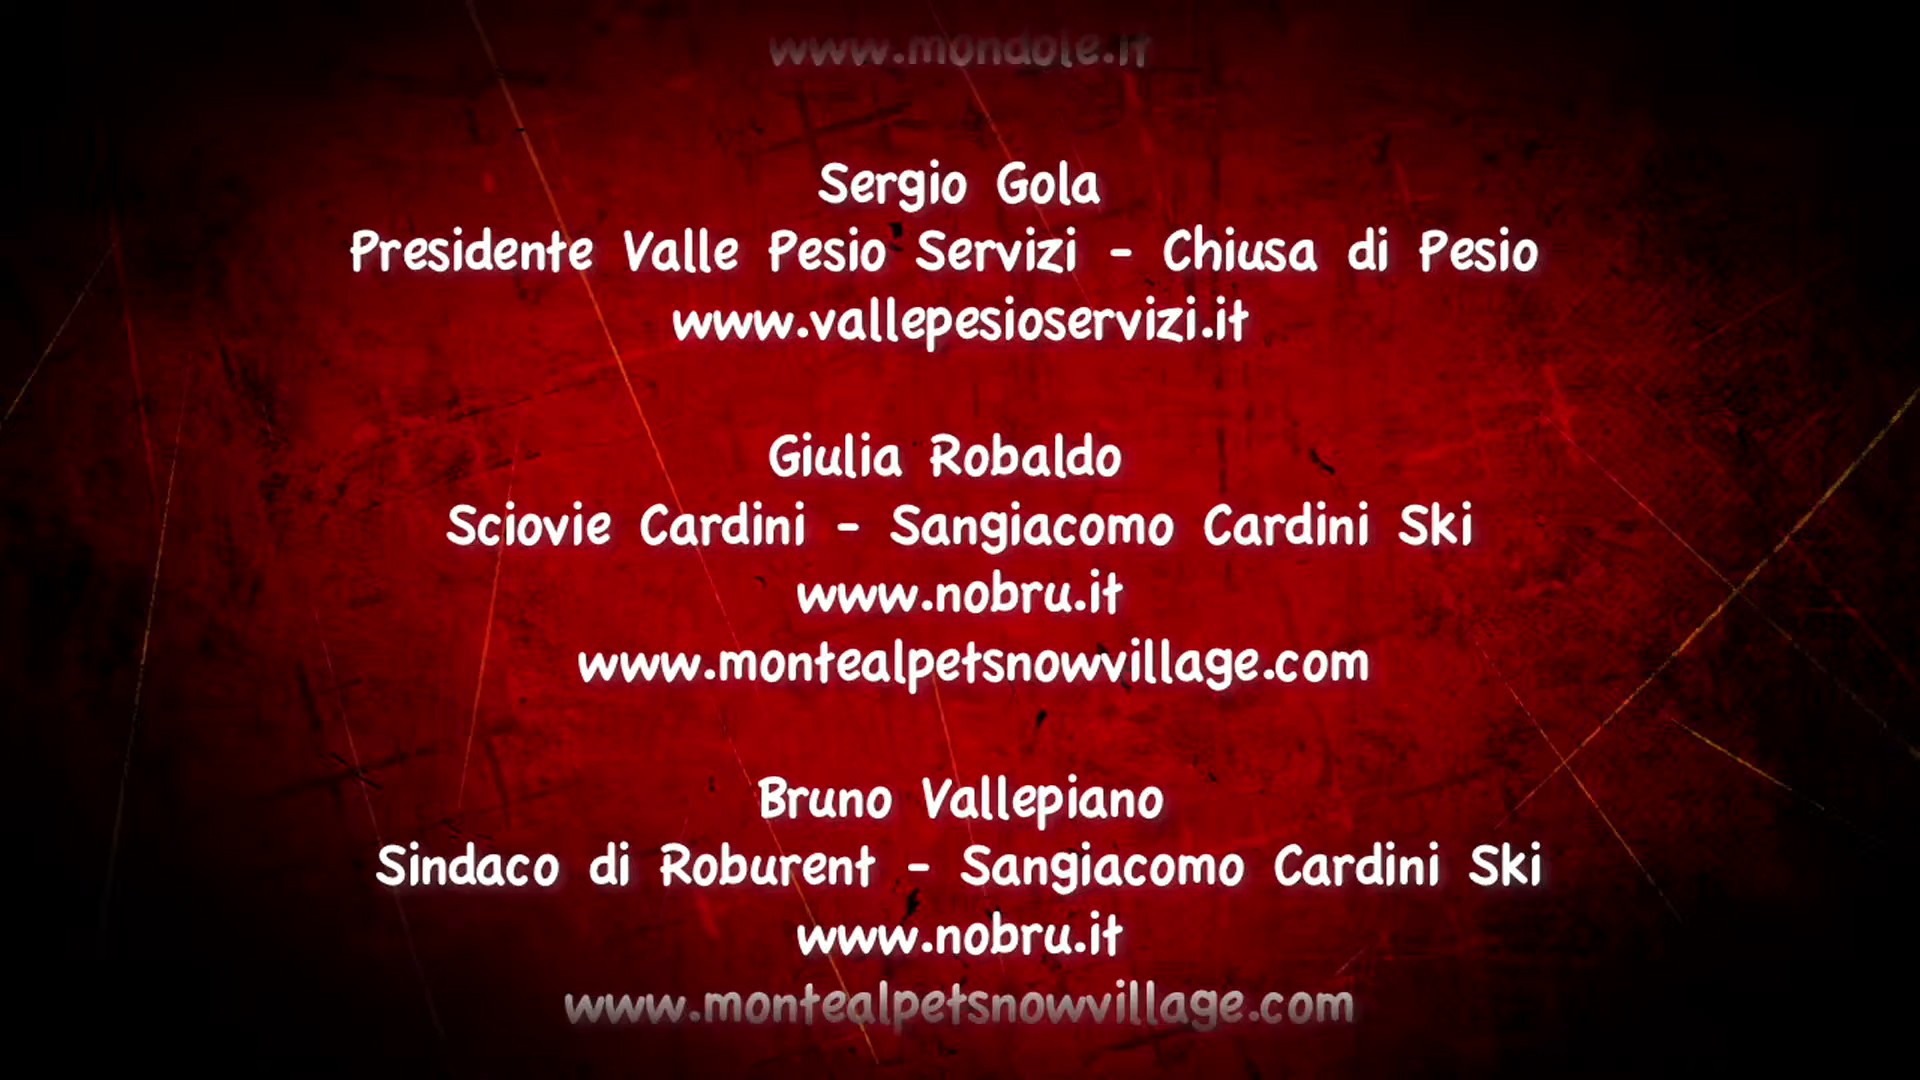 www.mondole.it
Sergio Gola
Presidente Valle Pesio Servizi - Chiusa di Pesio
www.vallepesioservizi.it
Giulia Robaldo
Sciovie Cardini - Sangiacomo Cardini Ski
www.nobru.it
www.montealpetsnowvillage.com
Bruno Vallepiano
Sindaco di Roburent - Sangiacomo Cardini Ski
www.nobru.it
www.montealpetsnowvillage.com